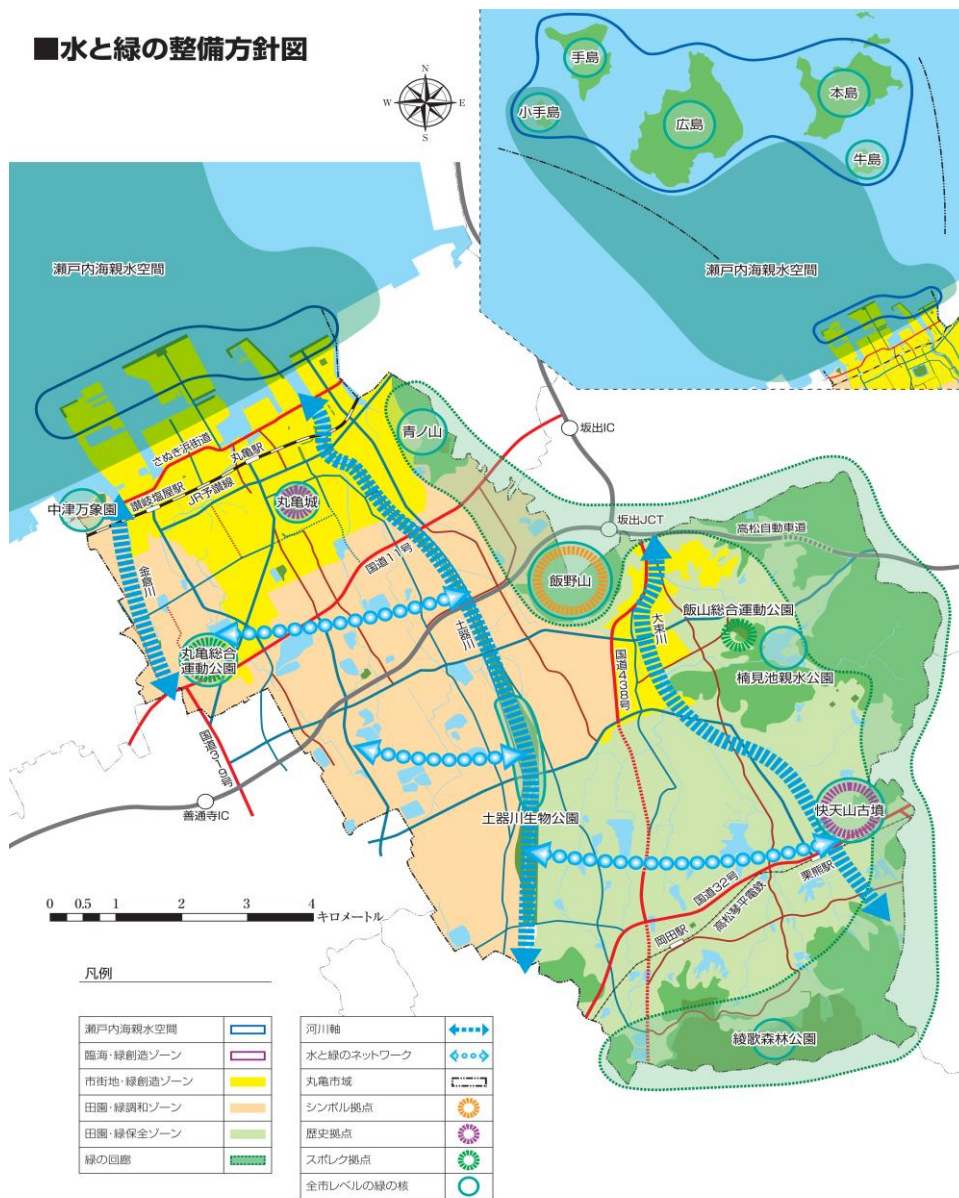 ■水と緑の整備方針図
N
W
E
S
手島
小手島
広島
本島
牛島
瀬戸内海親水空間
瀬戸内海親水空間
青ノ山
坂出IC
さぬき浜街道
丸亀駅
讃岐塩屋駅
JR予讃線
中津万象園
丸亀城
国道11号
坂出JCT
高松自動車道
飯野山
金倉川
土器川
大束川
飯山総合運動公園
丸亀総合
運動公園
国道438号
楠見池親水公園
国道319号
善通寺IC
土器川生物公園
快天山古墳
国道32号
栗熊駅
高松琴平電鉄
岡田駅
綾歌森林公園
0 0.5 1 2 3 4 キロメートル
凡例
瀬戸内海親水空間
臨海・緑創造ゾーン
市街地・緑創造ゾーン
田園・緑調和ゾーン
田園・緑保全ゾーン
緑の回廊
河川軸
水と緑のネットワーク
丸亀市域
シンボル拠点
歴史拠点
スポレク拠点
全市レベルの緑の核